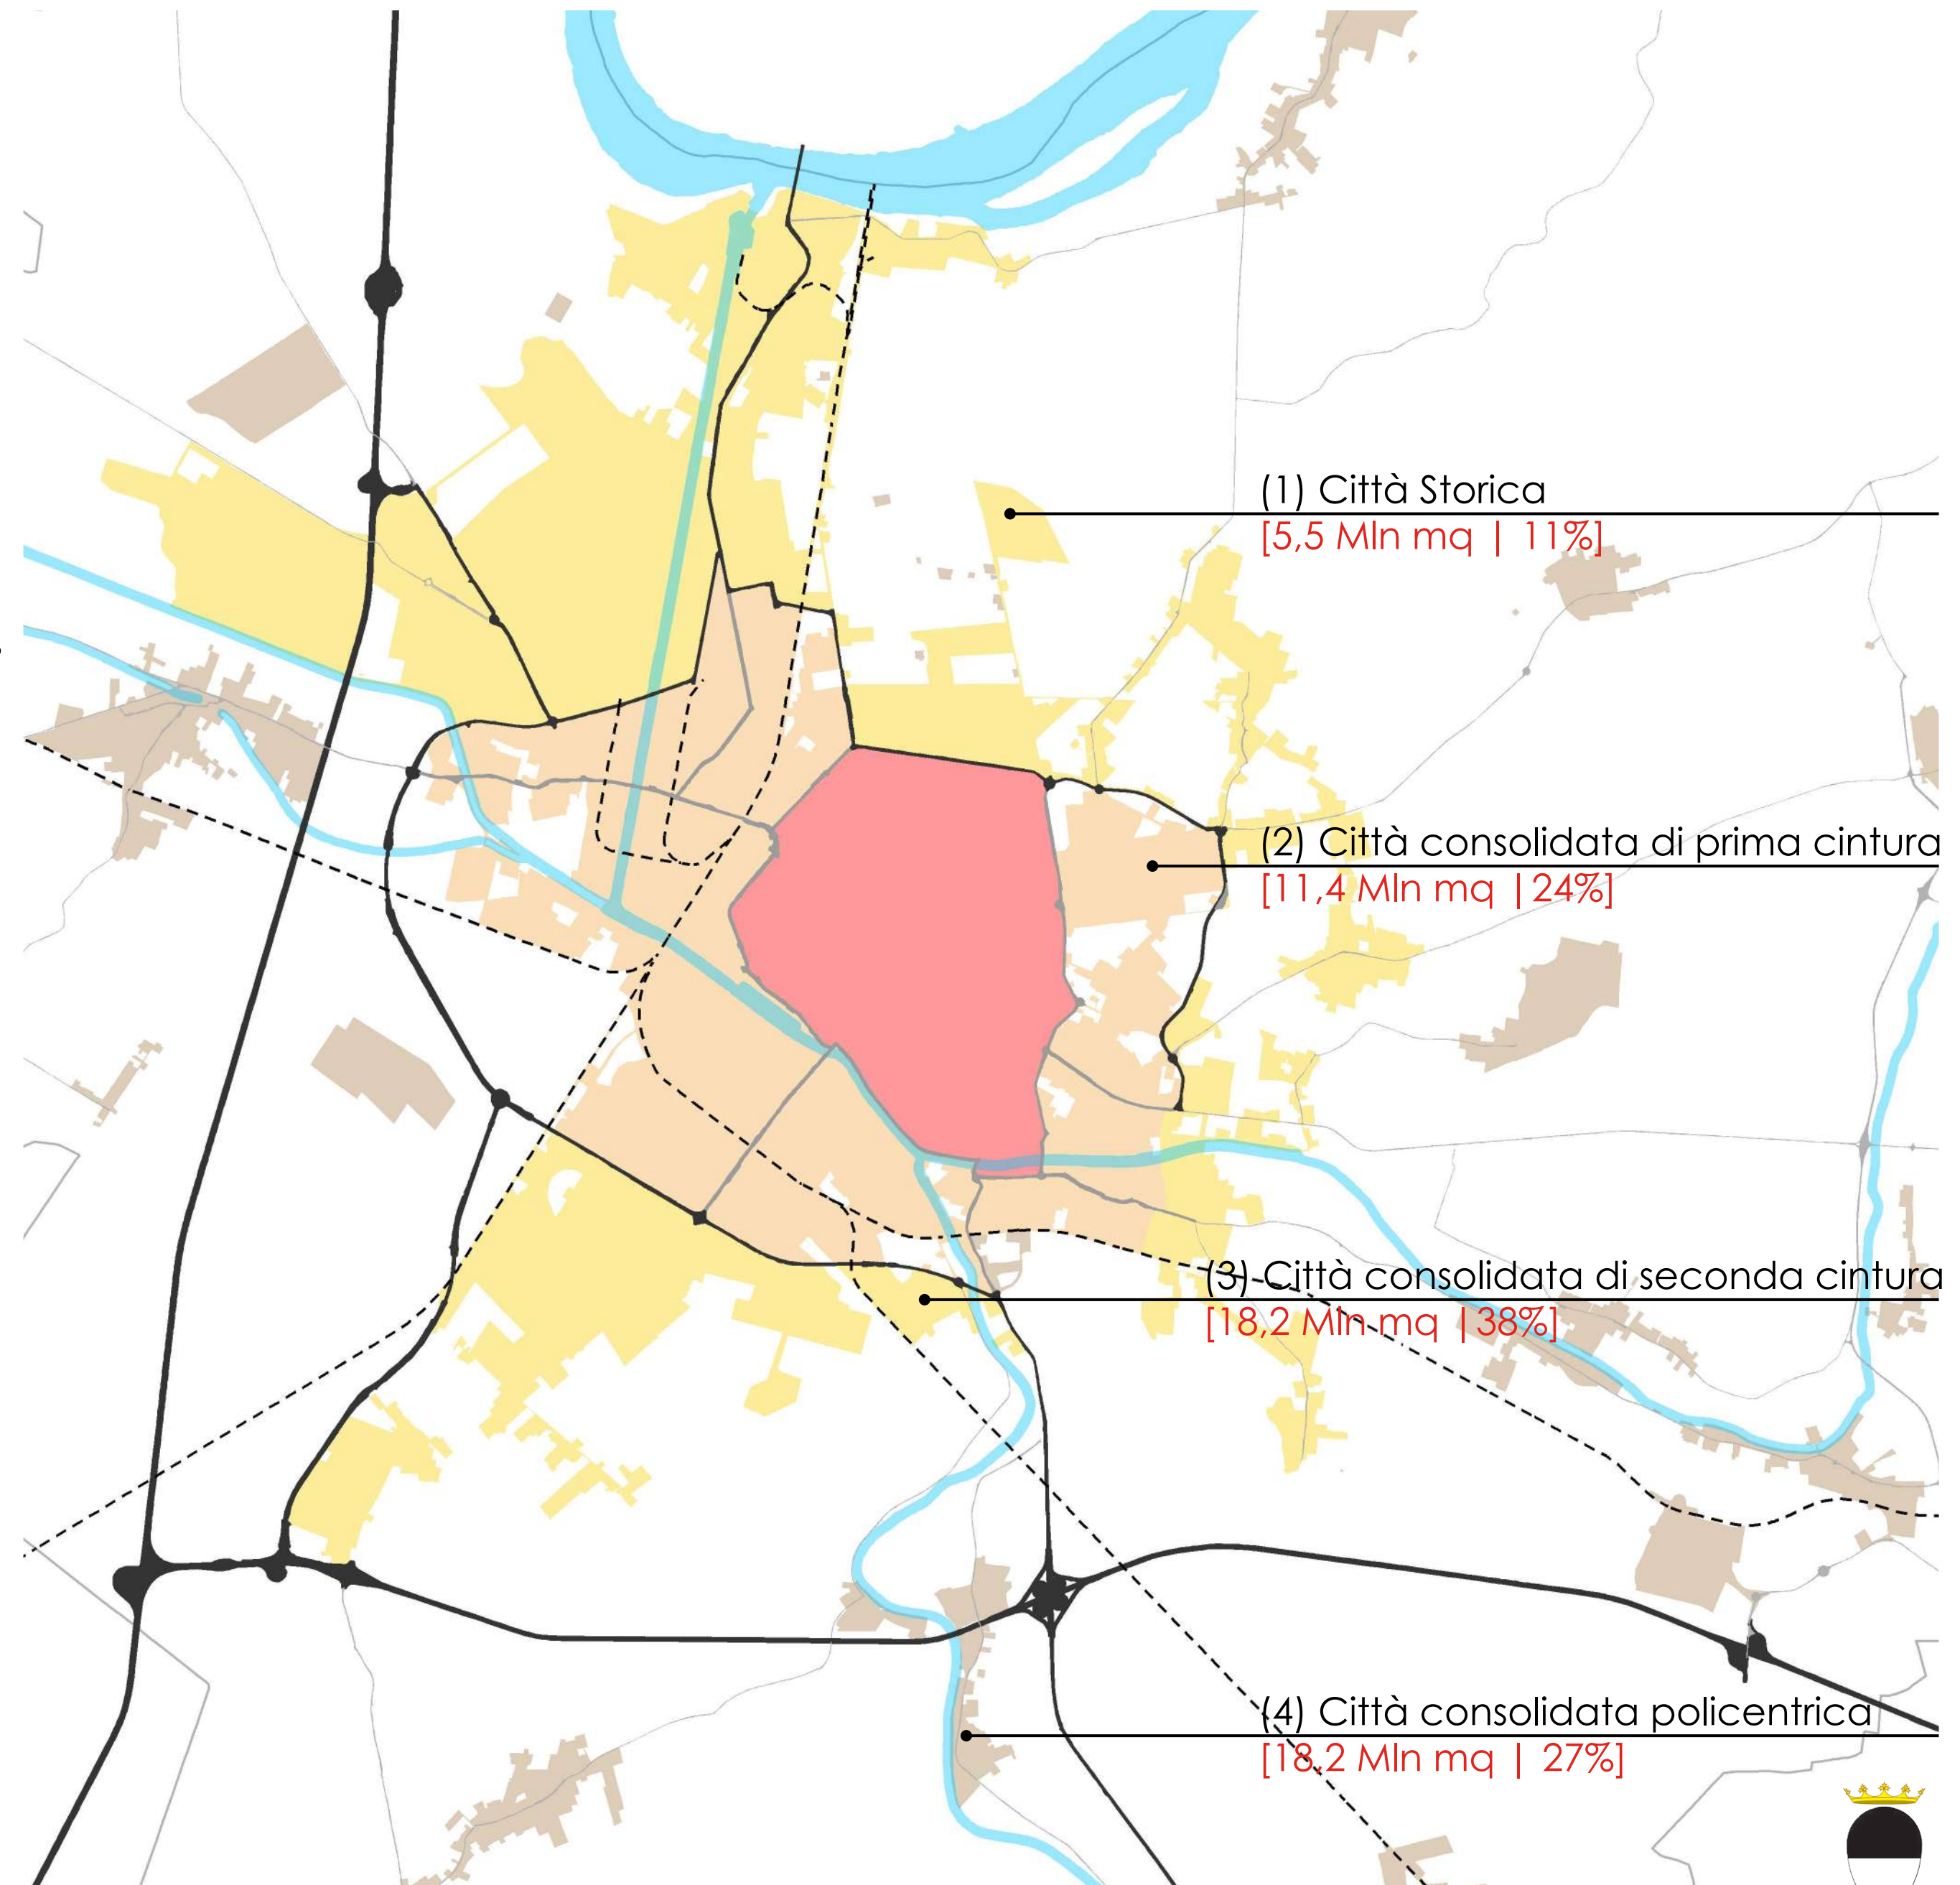 (1) Città Storica
[5,5 Mln mq | 11%]
(2) Città consolidata di prima cintura
[11,4 Mln mq |24%]
(3) Città consolidata di seconda cintura
[18,2 Mln mq |38%]
(4) Città consolidata policentrica
[18,2 Mln mq | 27%]